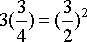 3(3/4) = (3/2)²